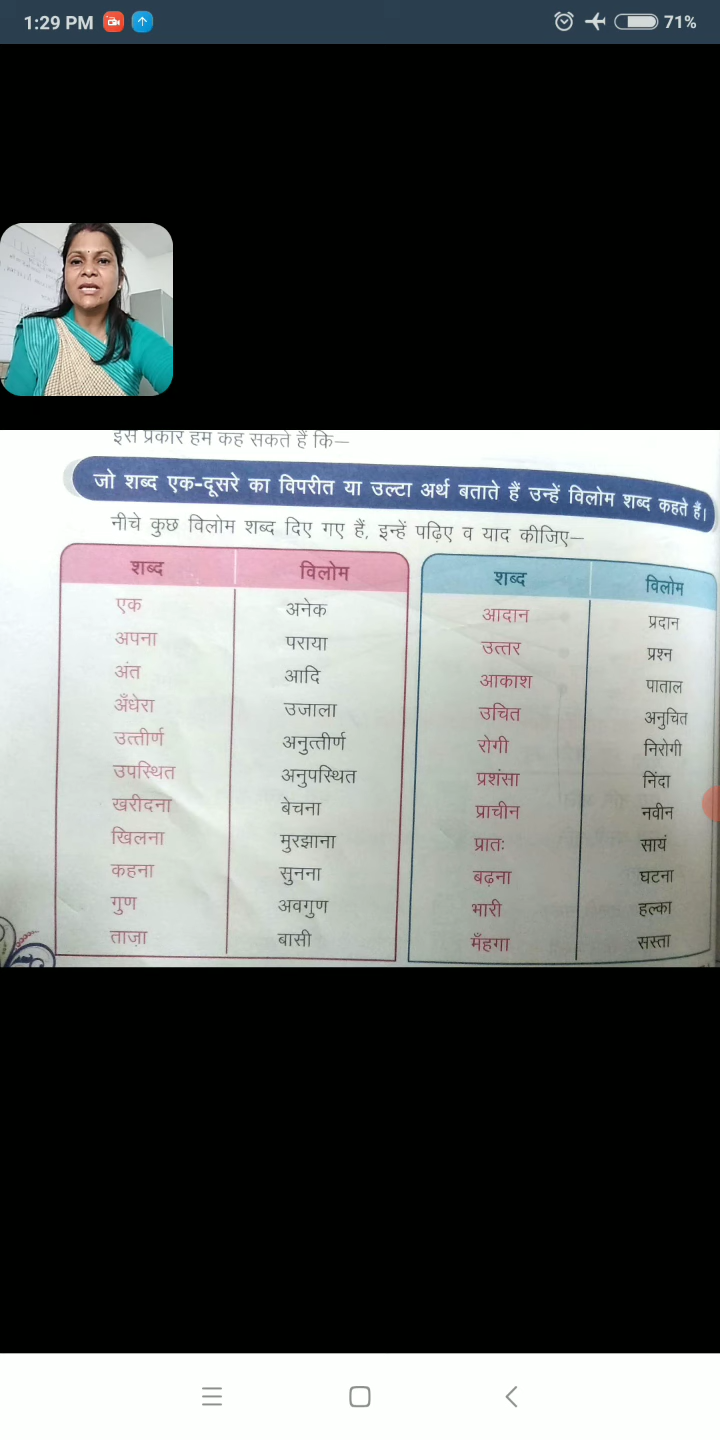 1:29 PM
71%
इस प्रकार हम कह सकते हैं कि–
जो शब्द एक-दूसरे का विपरीत या उल्टा अर्थ बताते हैं उन्हें विलोम शब्द कहते हैं।
नीचे कुछ विलोम शब्द दिए गए हैं, इन्हें पढ़िए व याद कीजिए–
शब्द विलोम
एक अनेक
अपना पराया
अंत आदि
अँधेरा उजाला
उत्तीर्ण अनुत्तीर्ण
उपस्थित अनुपस्थित
खरीदना बेचना
खिलना मुरझाना
कहना सुनना
गुण अवगुण
ताज़ा बासी
शब्द विलोम
आदान प्रदान
उत्तर प्रश्न
आकाश पाताल
उचित अनुचित
रोगी निरोगी
प्रशंसा निंदा
प्राचीन नवीन
प्रातः सायं
बढ़ना घटना
भारी हल्का
मँहगा सस्ता